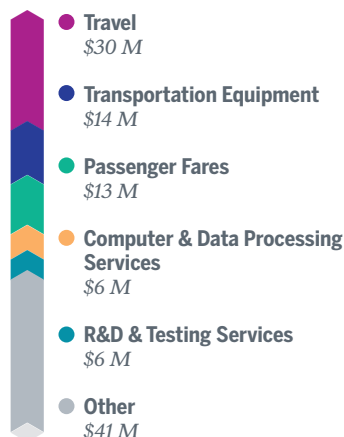 Travel
$30 M
Transportation Equipment
$14 M
Passenger Fares
$13 M
Computer & Data Processing
Services
$6 M
R&D & Testing Services
$6 M
Other
$41 M